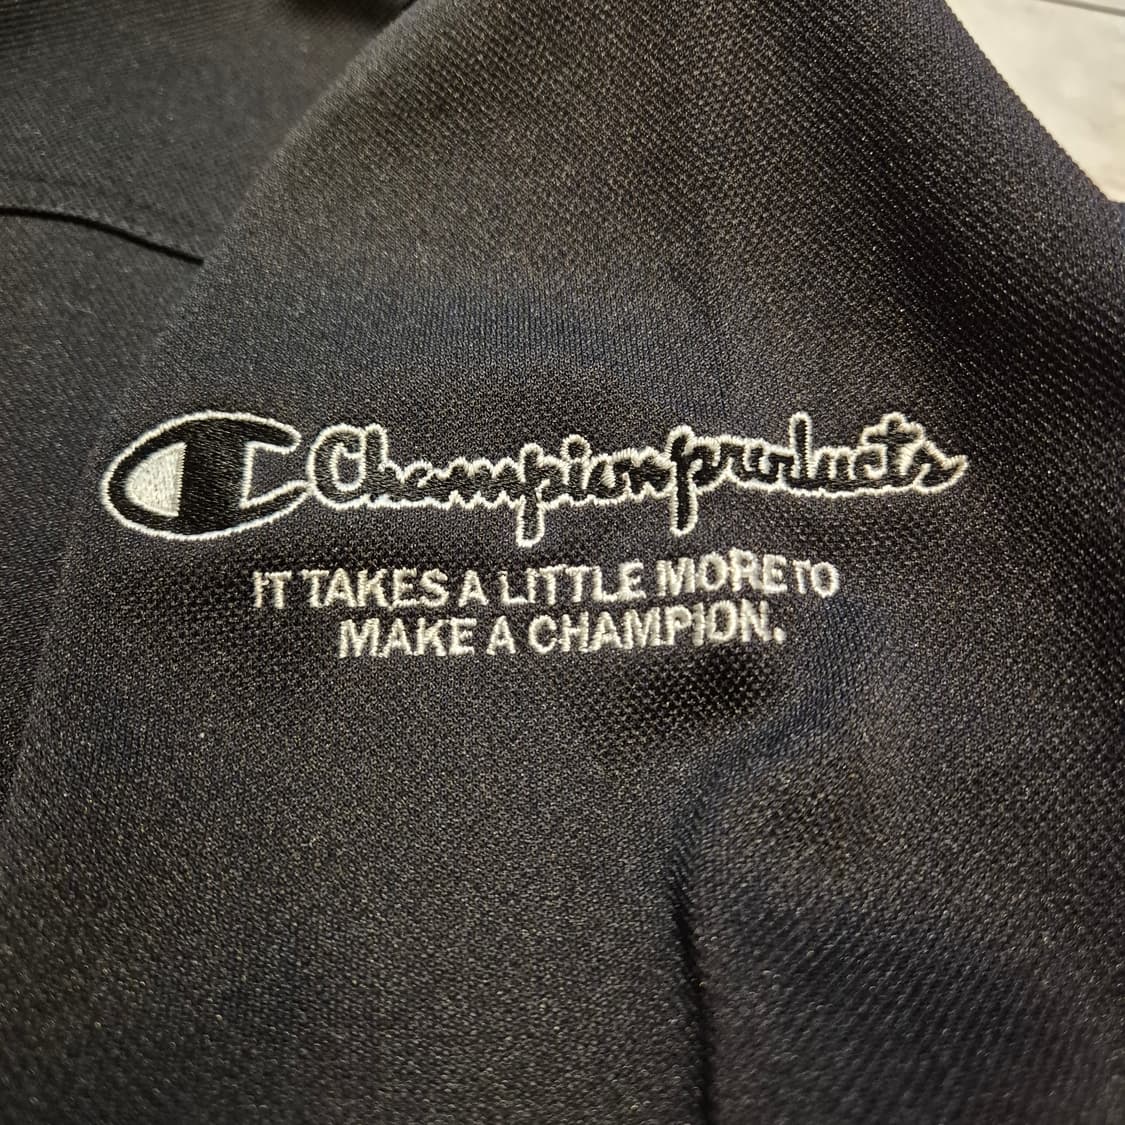 Championproducts
IT TAKES A LITTLE MORE TO
MAKE A CHAMPION.